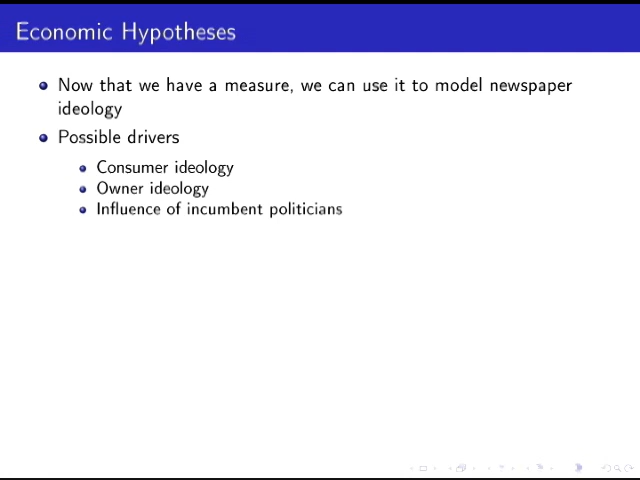 Economic Hypotheses
Now that we have a measure, we can use it to model newspaper
ideology
Possible drivers
Consumer ideology
Owner ideology
Influence of incumbent politicians